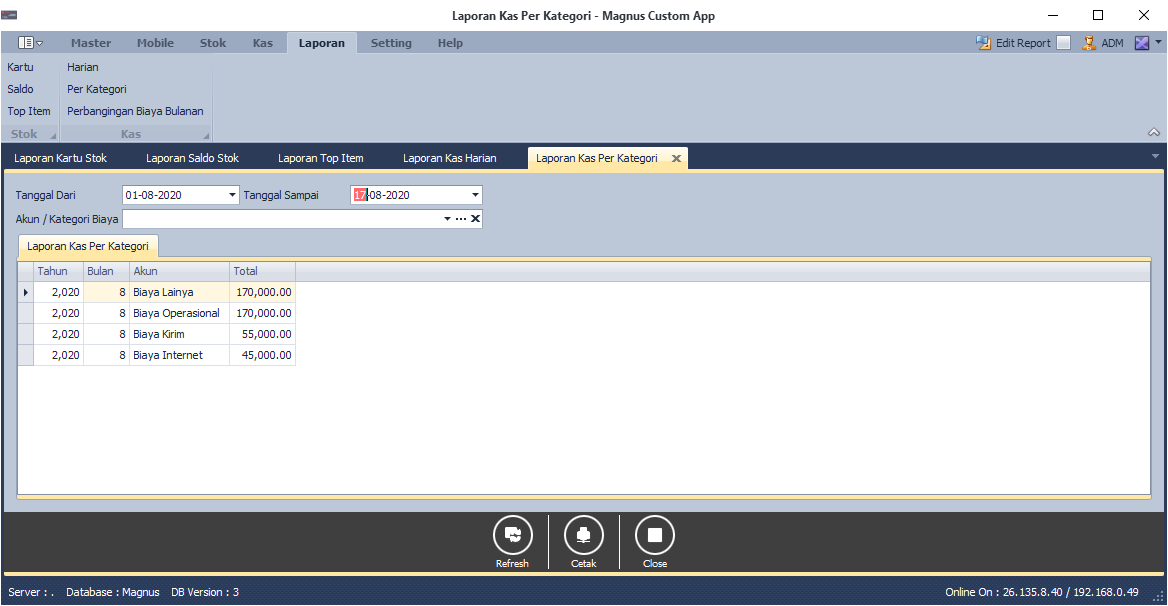 Laporan Kas Per Kategori - Magnus Custom App
Master Mobile Stok Kas Laporan Setting Help Edit Report ADM
Kartu Harian
Saldo Per Kategori
Top Item Perbangingan Biaya Bulanan
Stok Kas
Laporan Kartu Stok Laporan Saldo Stok Laporan Top Item Laporan Kas Harian Laporan Kas Per Kategori
Tanggal Dari 01-08-2020 Tanggal Sampai 17-08-2020
Akun / Kategori Biaya
Laporan Kas Per Kategori
Tahun Bulan Akun Total
2,020 8 Biaya Lainya 170,000.00
2,020 8 Biaya Operasional 170,000.00
2,020 8 Biaya Kirim 55,000.00
2,020 8 Biaya Internet 45,000.00
Refresh Cetak Close
Server : . Database : Magnus DB Version : 3 Online On : 26.135.8.40 / 192.168.0.49